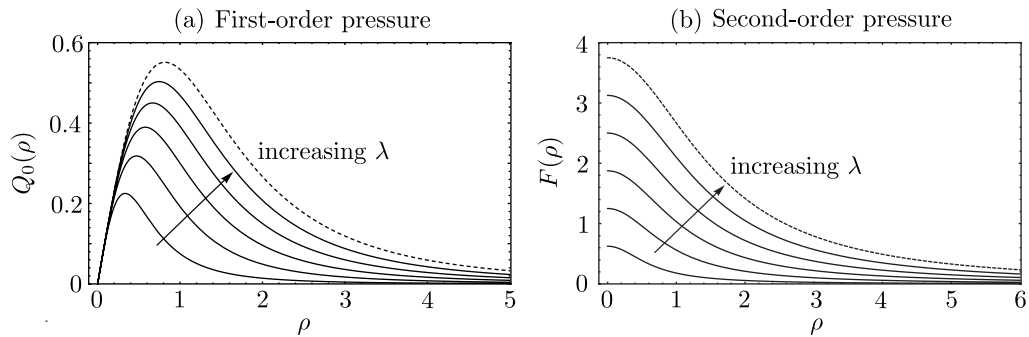 (a) First-order pressure
0.6
0.4
0.2
0
Q0(ρ)
increasing λ
0 1 2 3 4 5
ρ
(b) Second-order pressure
4
3
2
1
0
F(ρ)
increasing λ
0 1 2 3 4 5 6
ρ